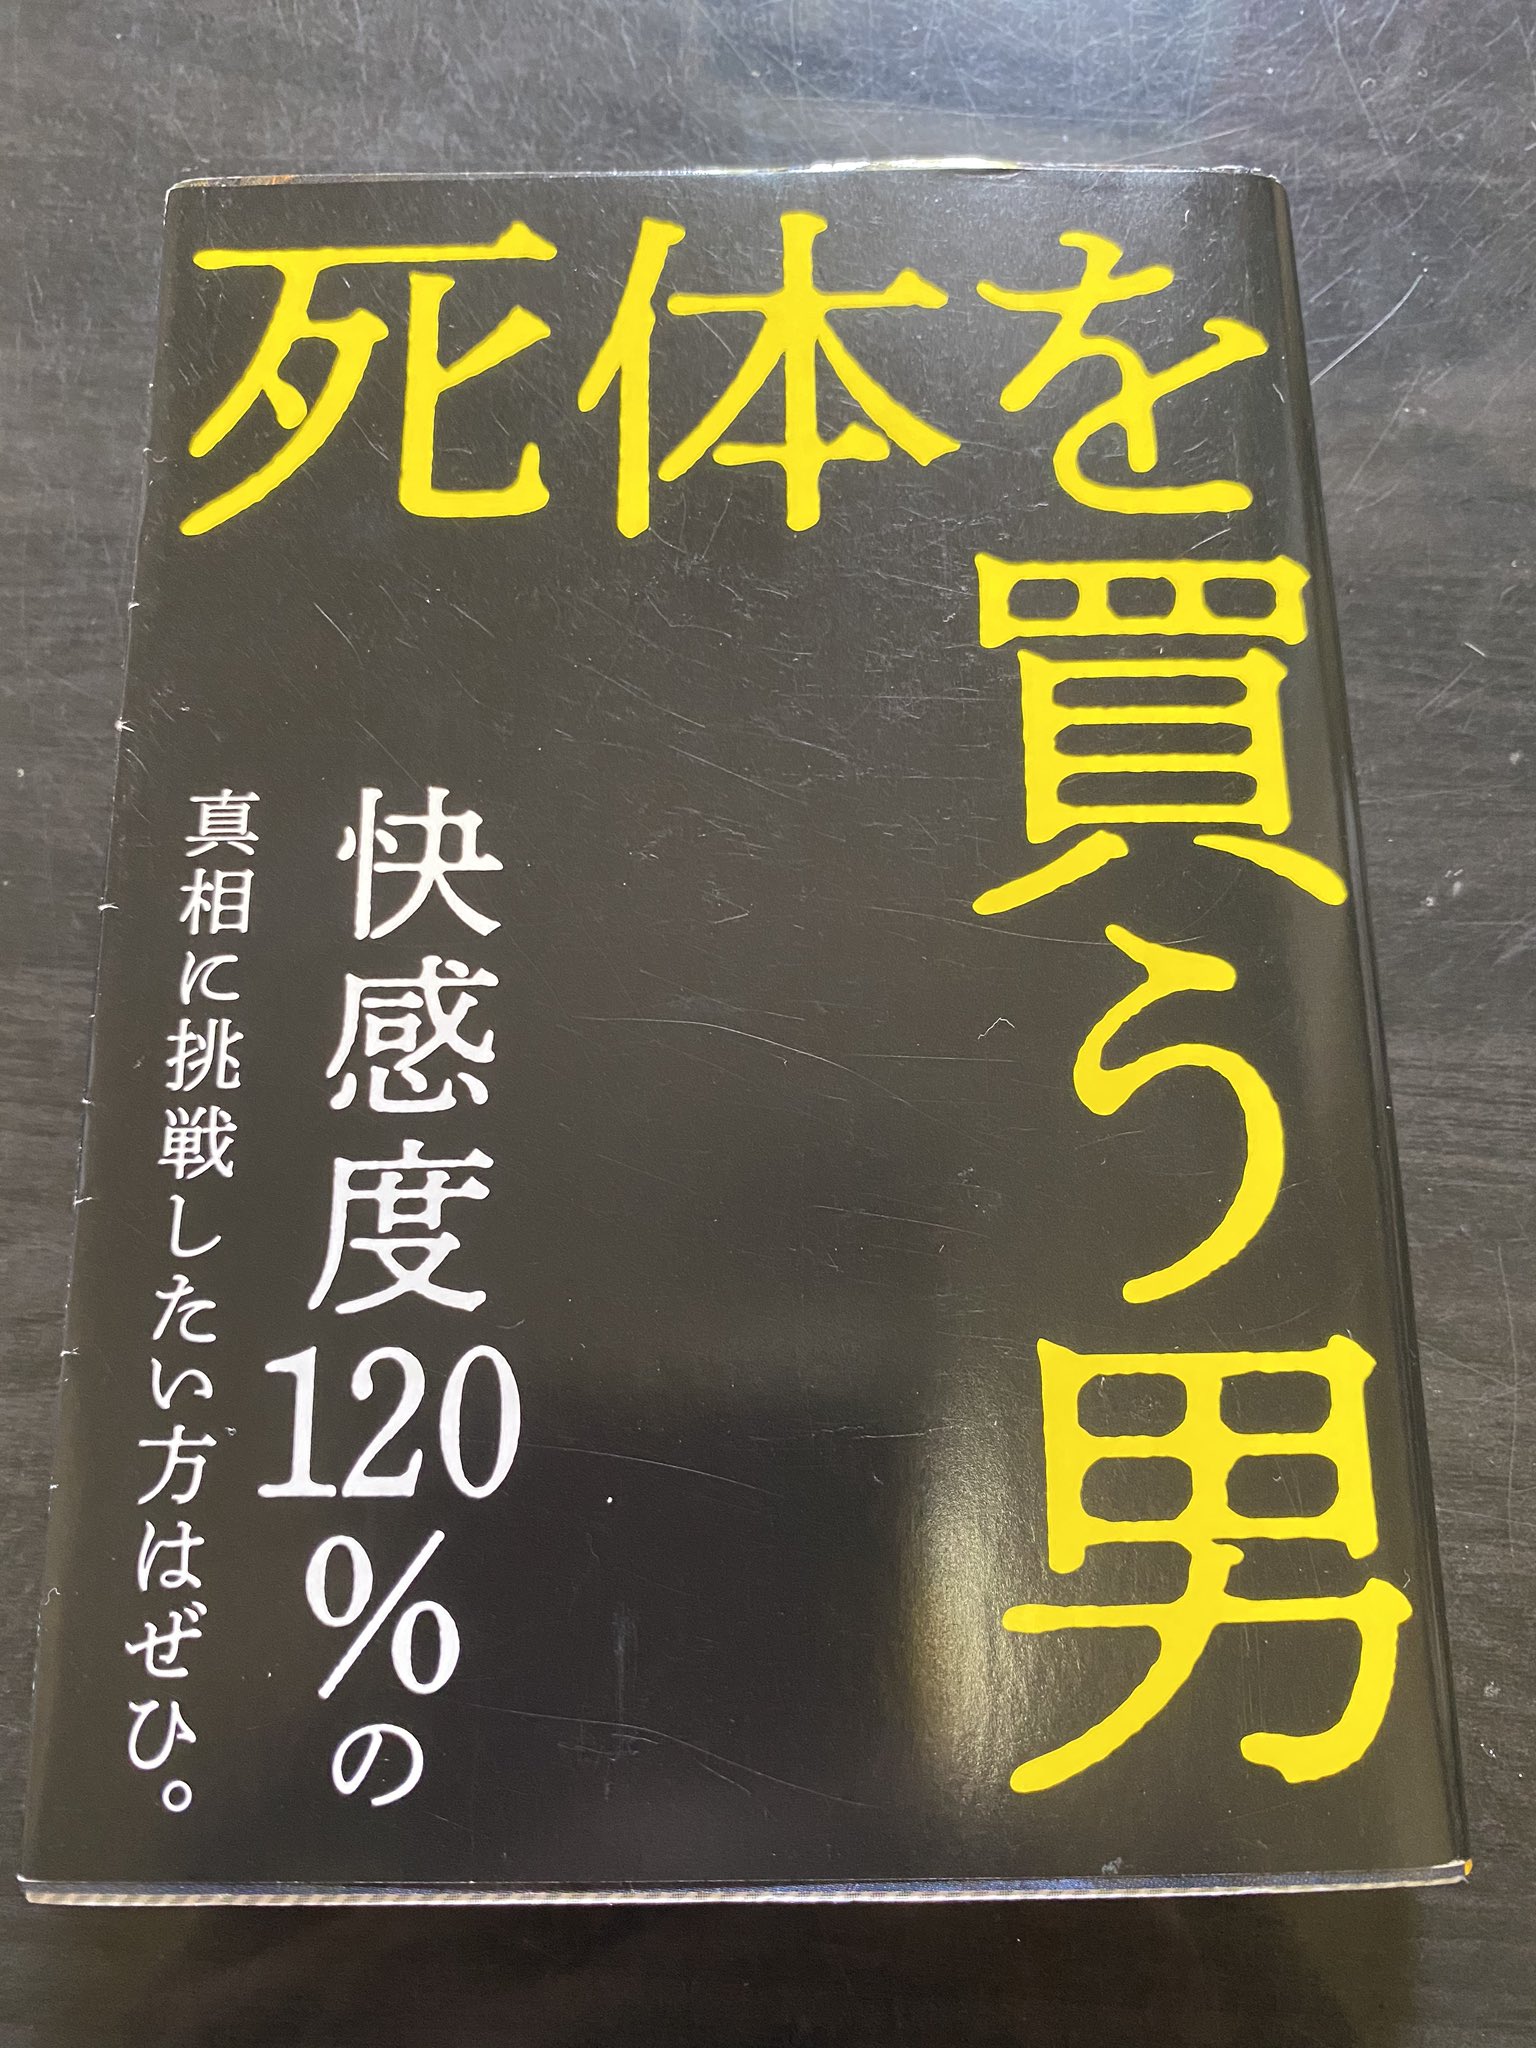 死体を買う男
快感度120%の
真相に挑戦したい方はぜひ。